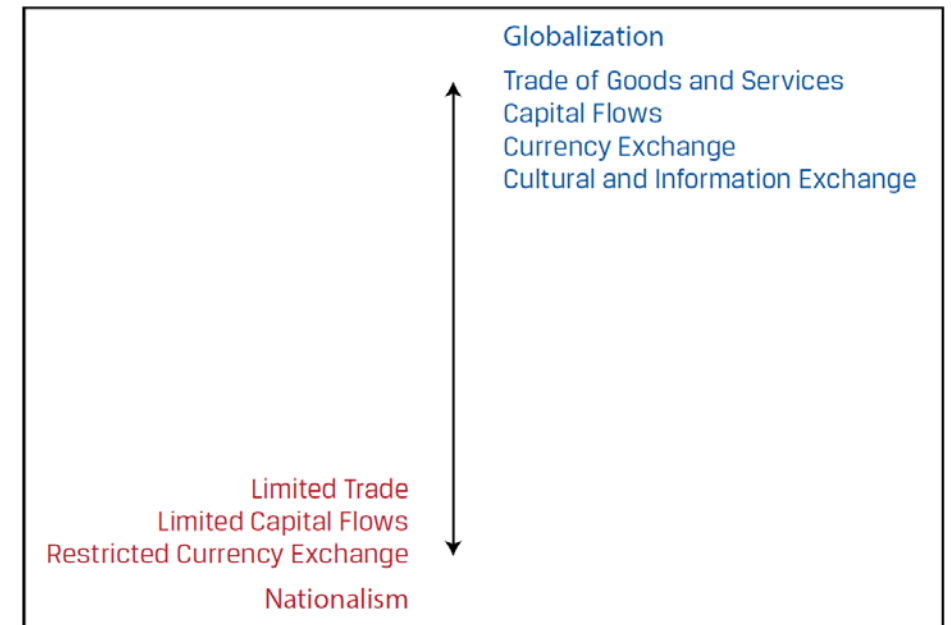 Globalization
Trade of Goods and Services
Capital Flows
Currency Exchange
Cultural and Information Exchange
Limited Trade
Limited Capital Flows
Restricted Currency Exchange
Nationalism